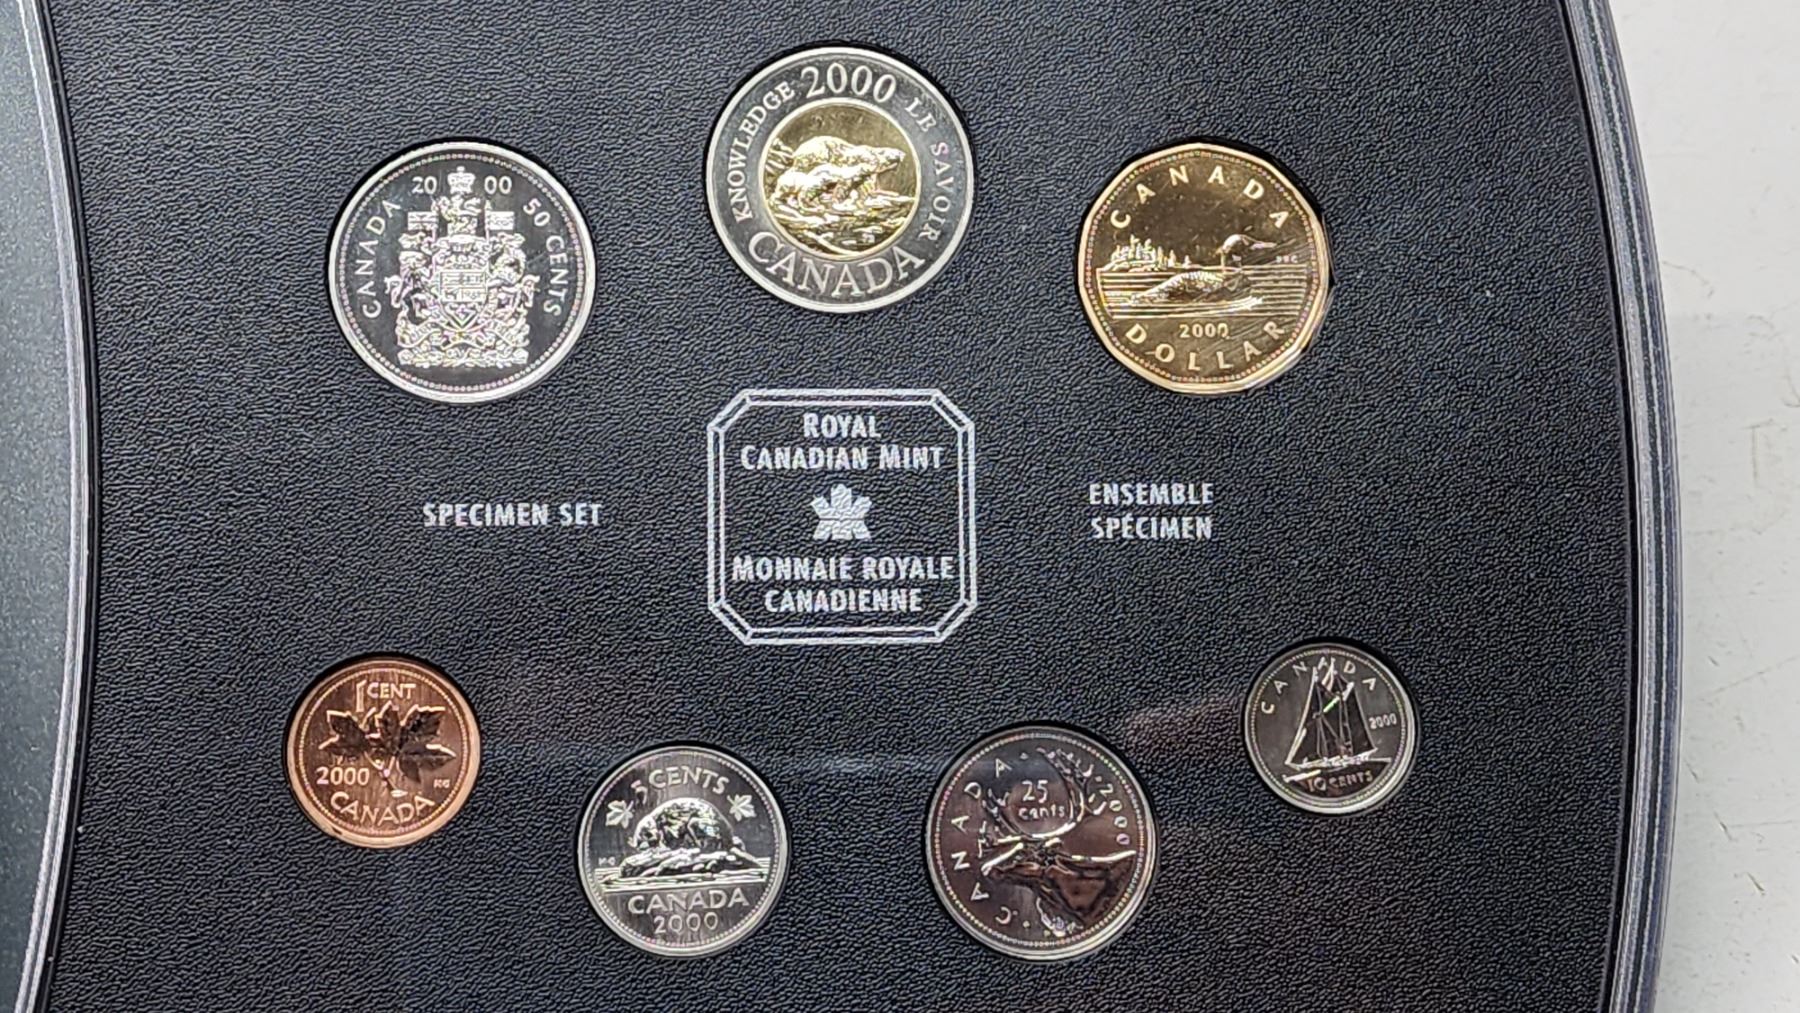 KNOWLEDGE 2000 LE SAVOIR
CANADA
CANADA 20 00 50 CENTS
CANADA
2000
DOLLAR
ROYAL
CANADIAN MINT
MONNAIE ROYALE
CANADIENNE
SPECIMEN SET
ENSEMBLE
SPÉCIMEN
1 CENT
2000
CANADA
5 CENTS
CANADA
2000
CANADA 2000
25
cents
CANADA
2000
10 CENTS